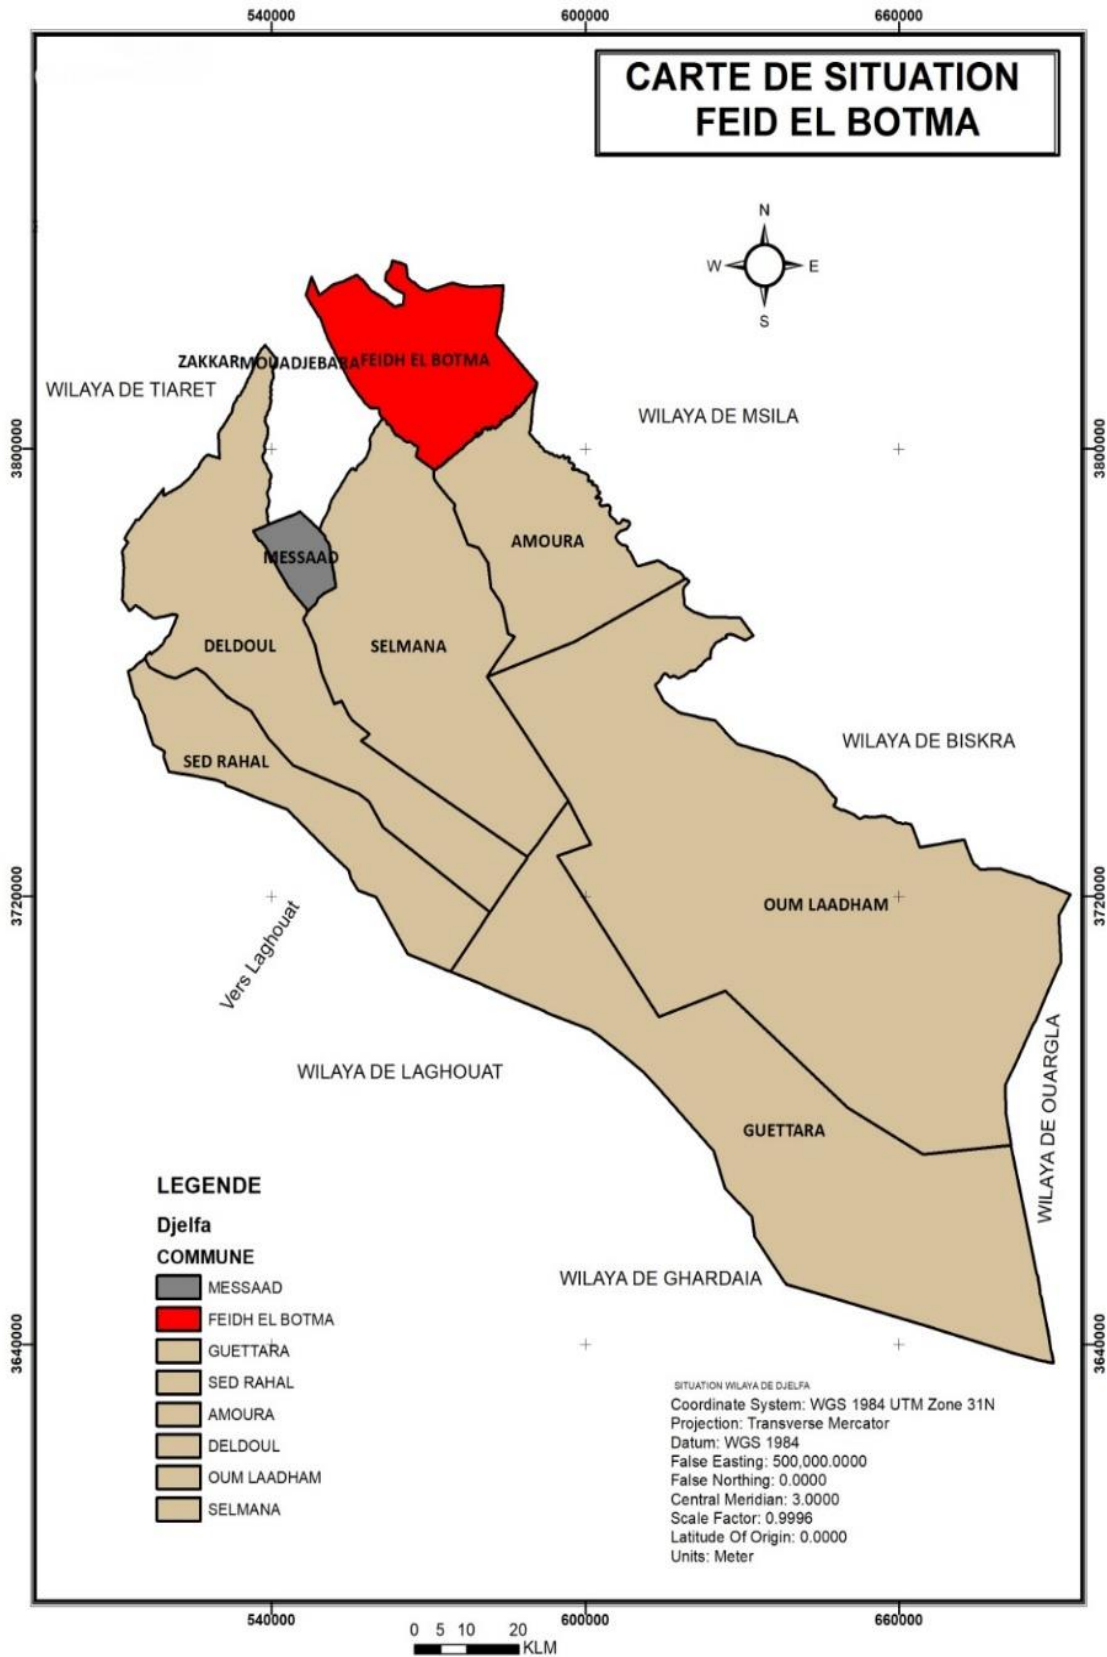 540000 600000 660000
CARTE DE SITUATION
FEID EL BOTMA
N
W E
S
ZAKKAR MOUADJEBARA FEIDH EL BOTMA
WILAYA DE TIARET
WILAYA DE MSILA
3800000 3800000
AMOURA
MESSAAD
DELDOUL
SELMANA
WILAYA DE BISKRA
SED RAHAL
3720000 3720000
OUM LAADHAM
Vers Laghouat
WILAYA DE LAGHOUAT
WILAYA DE OUARGLA
GUETTARA
WILAYA DE GHARDAIA
LEGENDE
Djelfa
COMMUNE
MESSAAD
FEIDH EL BOTMA
GUETTARA
SED RAHAL
AMOURA
DELDOUL
OUM LAADHAM
SELMANA
3640000 3640000
SITUATION WILAYA DE DJELFA
Coordinate System: WGS 1984 UTM Zone 31N
Projection: Transverse Mercator
Datum: WGS 1984
False Easting: 500,000.0000
False Northing: 0.0000
Central Meridian: 3.0000
Scale Factor: 0.9996
Latitude Of Origin: 0.0000
Units: Meter
540000 600000 660000
0 5 10 20
KLM